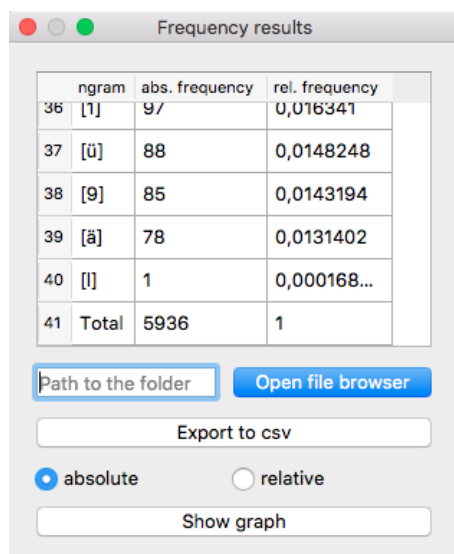 Frequency results
ngram abs. frequency rel. frequency
36 [1] 97 0,016341
37 [ü] 88 0,0148248
38 [9] 85 0,0143194
39 [ä] 78 0,0131402
40 [l] 1 0,000168...
41 Total 5936 1
Path to the folder Open file browser
Export to csv
absolute relative
Show graph